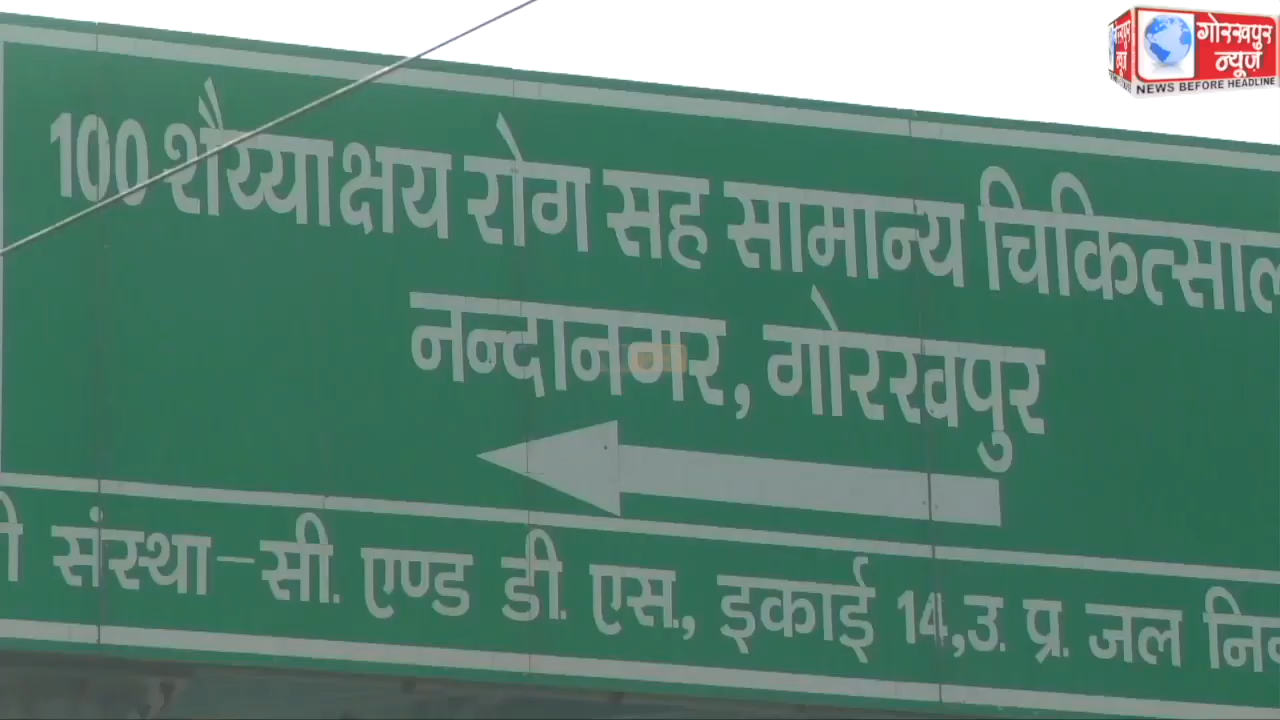 गोरखपुर
न्यूज़
NEWS BEFORE HEADLINE
100 शैय्या क्षय रोग सह सामान्य
नन्दानगर, गोरखपुर
संस्था – सी. एण्ड डी. एस., इकाई 14, उ. प्र. जल